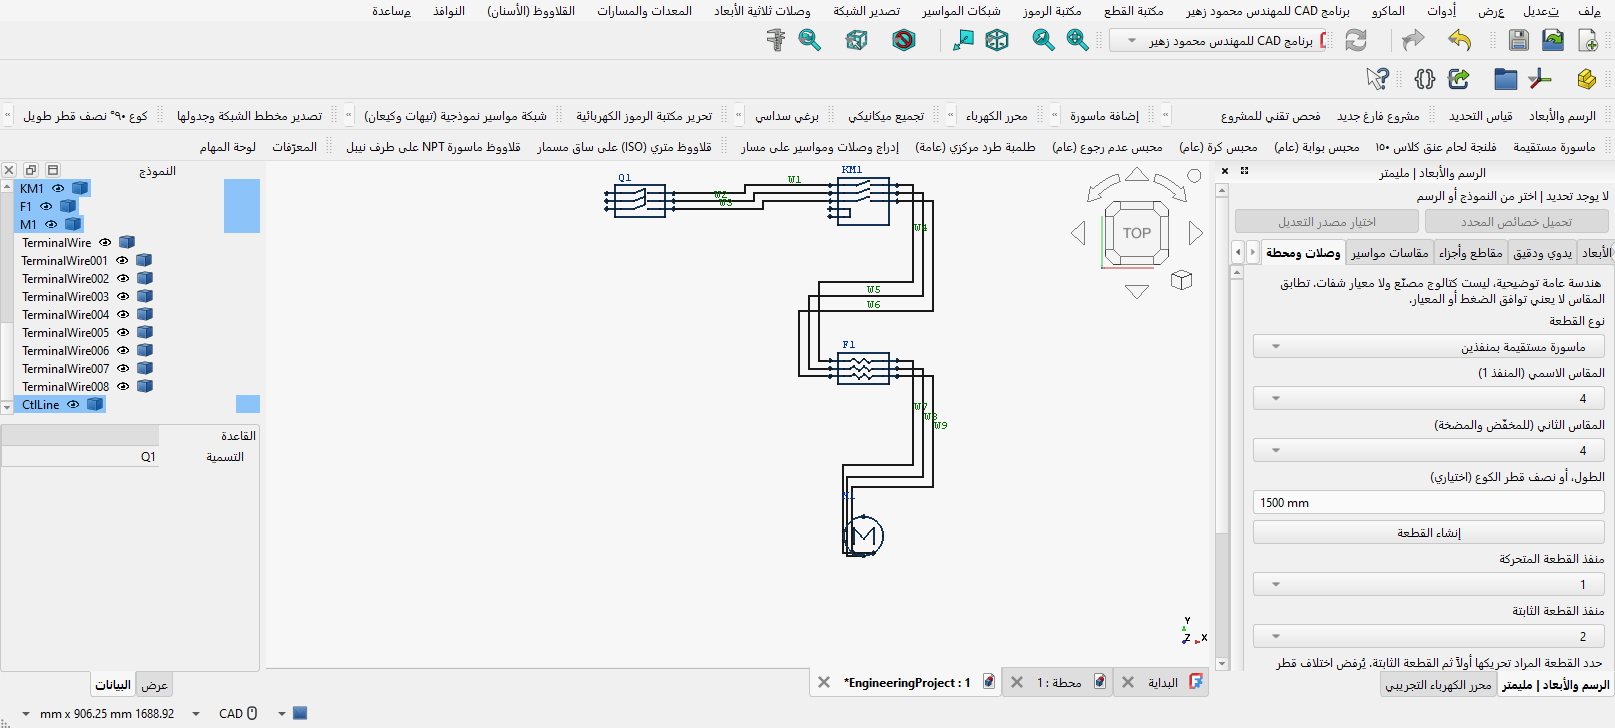 ملف تعديل عرض أدوات الماكرو برنامج CAD للمهندس محمود زهير مكتبة القطع مكتبة الرموز شبكات المواسير تصدير الشبكة وصلات ثلاثية الأبعاد المعدات والمسارات القلاووظ (الأسنان) النوافذ مساعدة
برنامج CAD للمهندس محمود زهير
الرسم والأبعاد قياس التحديد مشروع فارغ جديد فحص تقني للمشروع » إضافة ماسورة » محرر الكهرباء » تجميع ميكانيكي برغي سداسي » تحرير مكتبة الرموز الكهربائية شبكة مواسير نموذجية (تيهات وكيعان) » تصدير مخطط الشبكة وجدولها كوع ٩٠° نصف قطر طويل »
ماسورة مستقيمة فلنجة لحام عنق كلاس ١٥٠ محبس بوابة (عام) محبس كرة (عام) محبس عدم رجوع (عام) طلمبة طرد مركزي (عامة) إدراج وصلات ومواسير على مسار قلاووظ متري (ISO) على ساق مسمار قلاووظ ماسورة NPT على طرف نيبل المعرّفات لوحة المهام
الرسم والأبعاد | مليمتر
لا يوجد تحديد | اختر من النموذج أو الرسم
تحميل خصائص المحدد اختيار مصدر التعديل
الأبعاد يدوي ودقيق مقاطع وأجزاء مقاسات مواسير وصلات ومحطة
هندسة عامة توضيحية، ليست كتالوج مصنّع ولا معيار شفات. تطابق
المقاس لا يعني توافق الضغط أو المعيار.
نوع القطعة
ماسورة مستقيمة بمنفذين
المقاس الاسمي (المنفذ 1)
4
المقاس الثاني (للمخفّض والمضخة)
4
الطول، أو نصف قطر الكوع (اختياري)
1500 mm
إنشاء القطعة
منفذ القطعة المتحركة
1
منفذ القطعة الثابتة
2
حدد القطعة المراد تحريكها أولاً ثم القطعة الثابتة. يُرفض اختلاف قطر
الرسم والأبعاد | مليمتر محرر الكهرباء التجريبي
النموذج
KM1
F1
M1
TerminalWire
TerminalWire001
TerminalWire002
TerminalWire003
TerminalWire004
TerminalWire005
TerminalWire006
TerminalWire007
TerminalWire008
CtlLine
القاعدة
التسمية Q1
البيانات عرض
Q1
W1
W2
W3
KM1
W4
W5
W6
F1
W7
W8
W9
M
TOP
Y
Z X
البداية محطة : 1 EngineeringProject : 1*
mm x 906.25 mm 1688.92 CAD